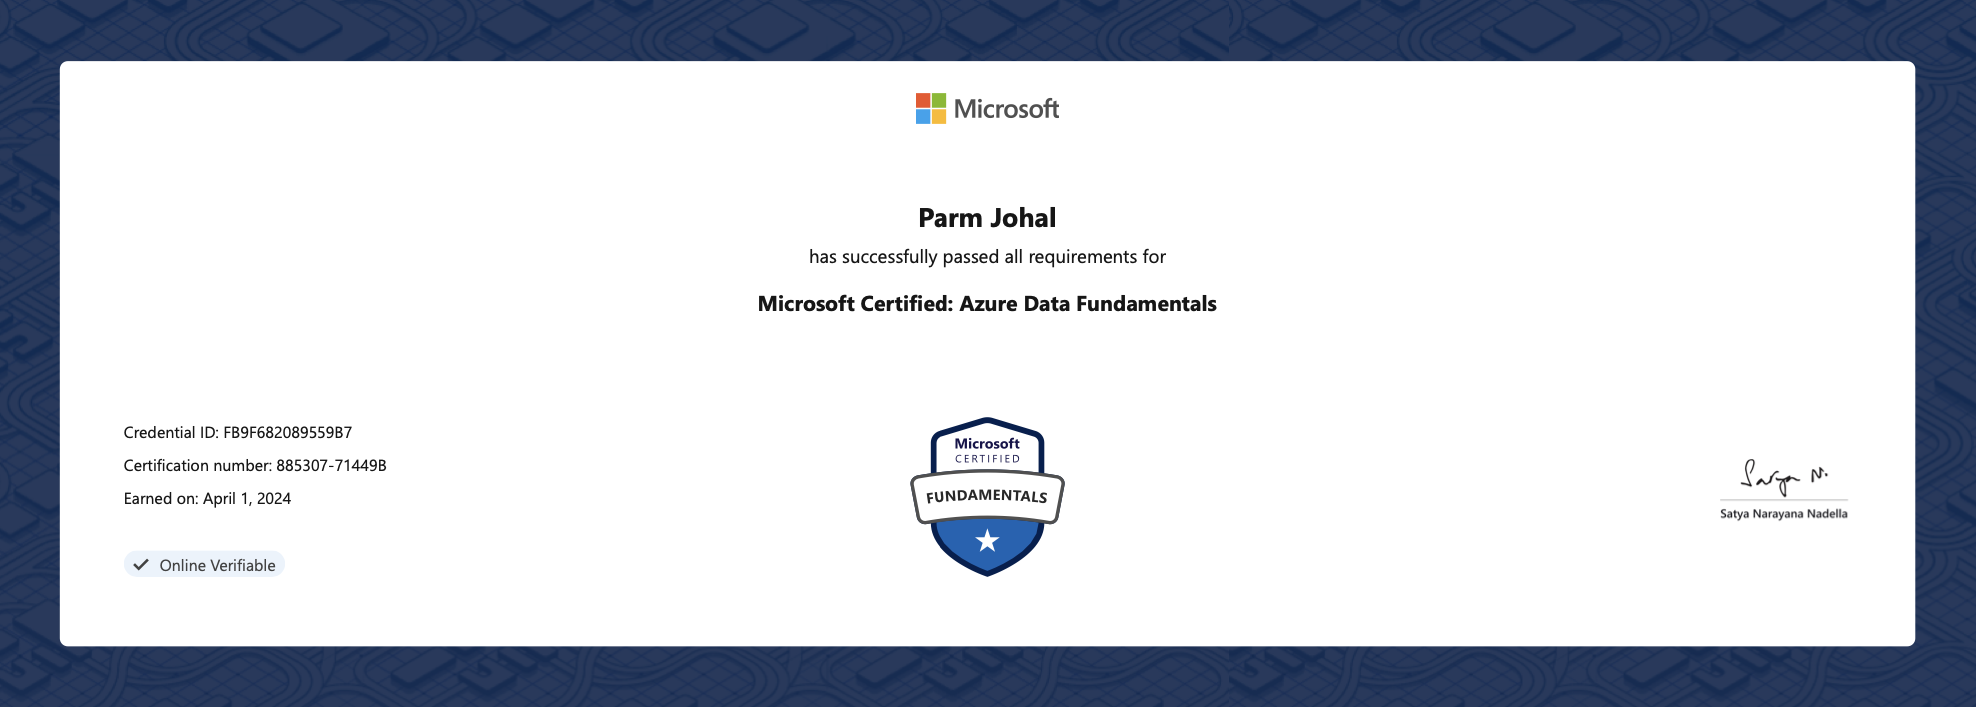 Microsoft
Parm Johal
has successfully passed all requirements for
Microsoft Certified: Azure Data Fundamentals
Credential ID: FB9F682089559B7
Certification number: 885307-71449B
Earned on: April 1, 2024
Online Verifiable
Microsoft
CERTIFIED
FUNDAMENTALS
Satya N.
Satya Narayana Nadella